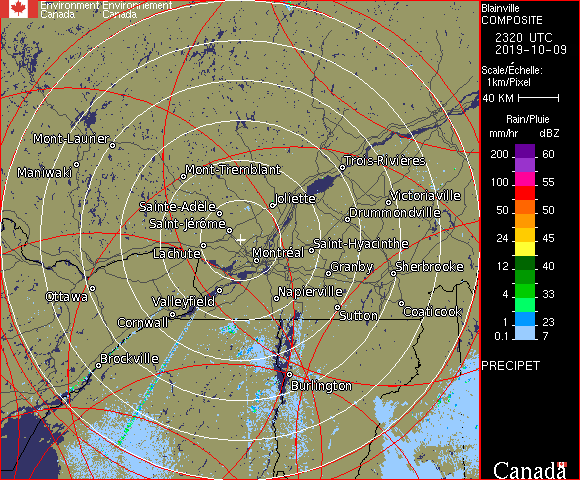 Environment Environnement
Canada Canada
Blainville
COMPOSITE
2320 UTC
2019-10-09
Scale/Échelle:
1km/Pixel
40 KM
Rain/Pluie
mm/hr dBZ
200 60
100 55
50 50
24 45
12 40
4 33
1 23
0.1 7
PRECIPET
Canada
Mont-Laurier
Maniwaki
Mont-Tremblant
Trois-Rivières
Sainte-Adèle
Joliette
Victoriaville
Saint-Jérôme
Drummondville
Lachute
Montréal
Saint-Hyacinthe
Granby
Sherbrooke
Ottawa
Valleyfield
Napierville
Cornwall
Sutton
Coaticook
Brockville
Burlington